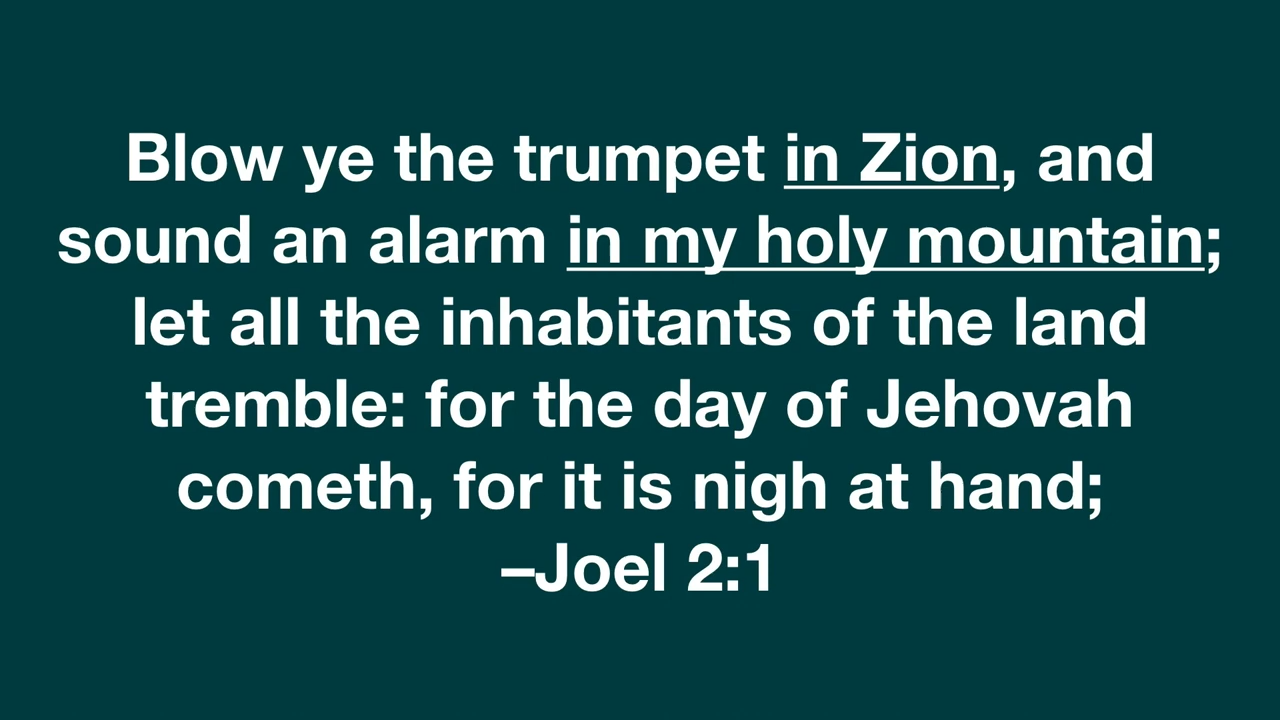 Blow ye the trumpet in Zion, and
sound an alarm in my holy mountain;
let all the inhabitants of the land
tremble: for the day of Jehovah
cometh, for it is nigh at hand;
–Joel 2:1